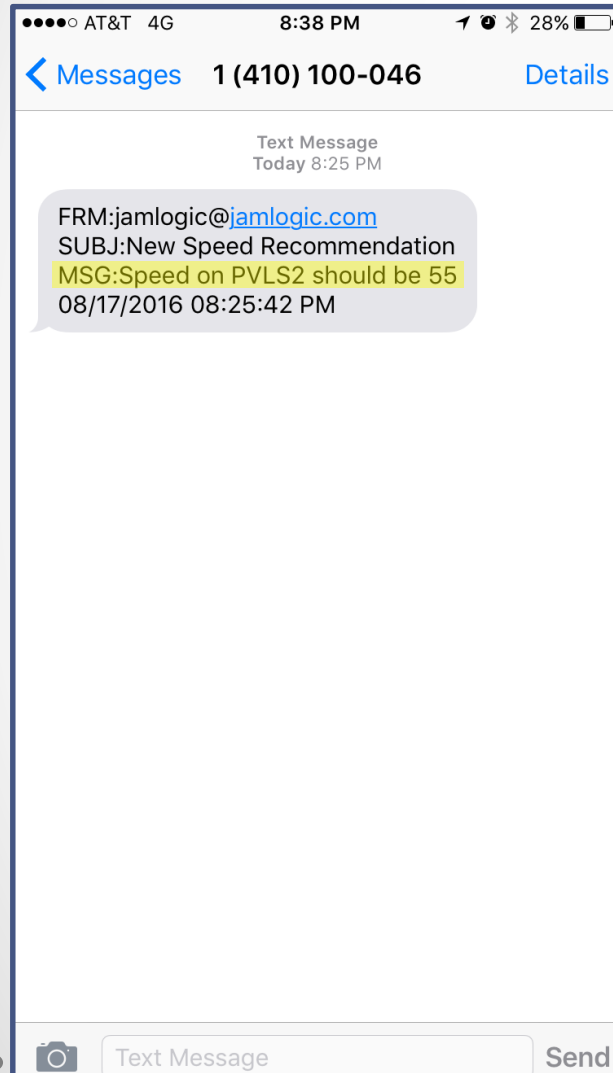 AT&T 4G 8:38 PM 28%
Messages 1 (410) 100-046 Details
Text Message
Today 8:25 PM
FRM:jamlogic@jamlogic.com
SUBJ:New Speed Recommendation
MSG:Speed on PVLS2 should be 55
08/17/2016 08:25:42 PM
Text Message Send